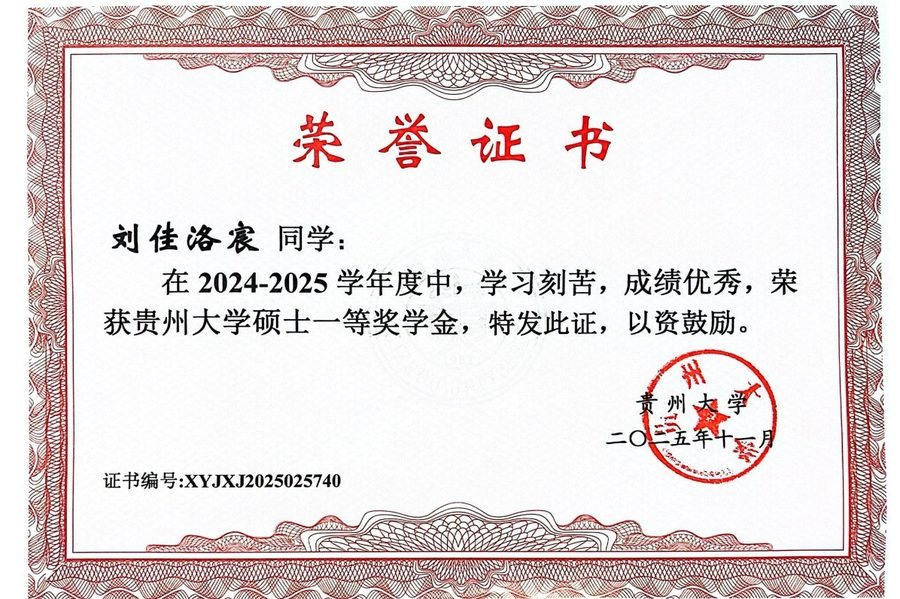 荣誉证书
刘佳洛宸 同学：
在 2024-2025 学年度中，学习刻苦，成绩优秀，荣
获贵州大学硕士一等奖学金，特发此证，以资鼓励。
贵州大学
二〇二五年十一月
证书编号:XYJXJ2025025740